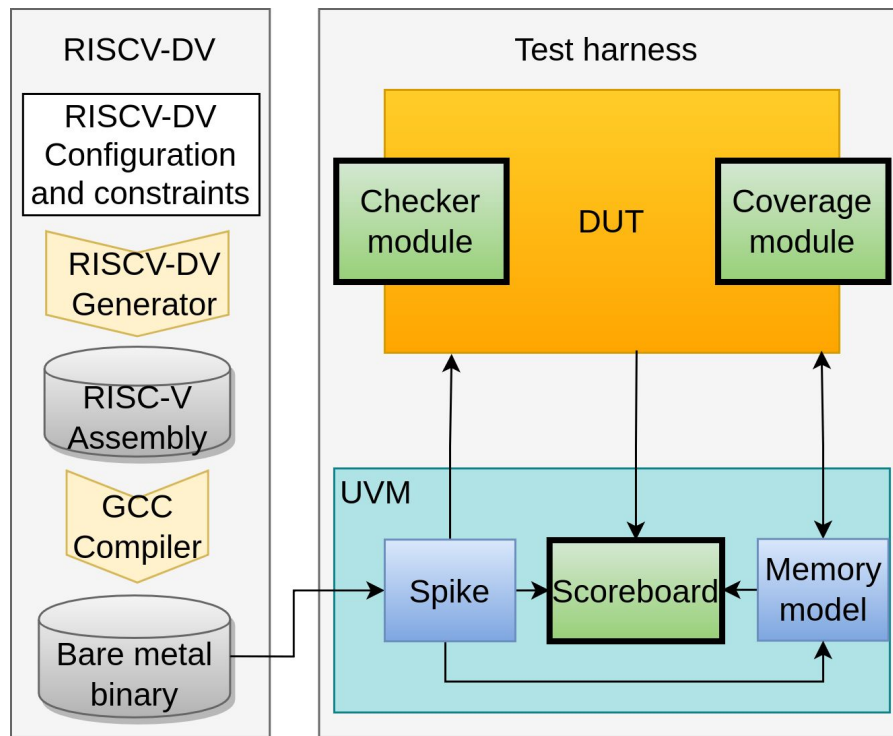 RISCV-DV
RISCV-DV
Configuration
and constraints
RISCV-DV
Generator
RISC-V
Assembly
GCC
Compiler
Bare metal
binary
Test harness
Checker
module
DUT
Coverage
module
UVM
Spike
Scoreboard
Memory
model